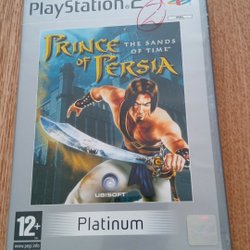 PlayStation 2
PRINCE
THE SANDS
OF TIME
OF PERSIA
UBISOFT
12+
www.pegi.info
Platinum